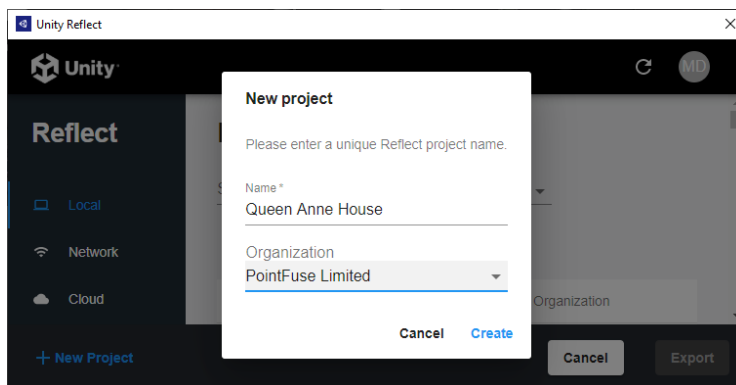 Unity Reflect
Unity
MD
Reflect
Local
Network
Cloud
+ New Project
New project
Please enter a unique Reflect project name.
Name *
Queen Anne House
Organization
PointFuse Limited
Cancel
Create
Organization
Cancel
Export